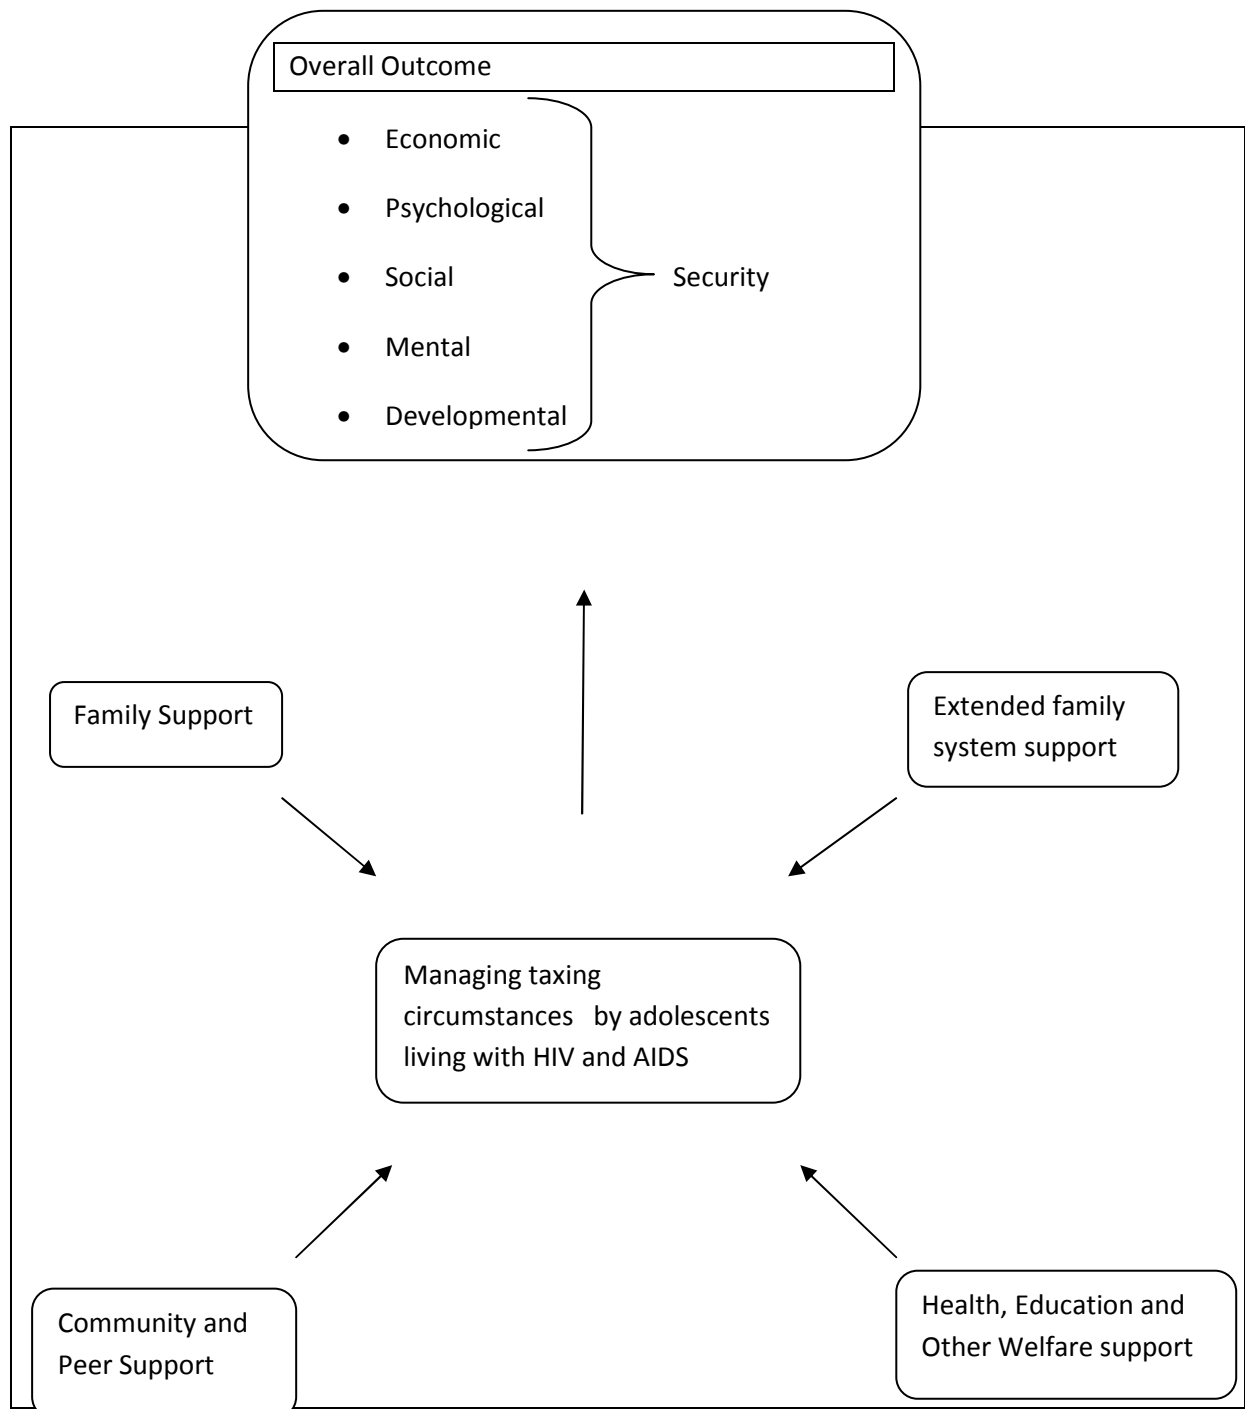 Overall Outcome
• Economic
• Psychological
• Social
• Mental
• Developmental
Security
Family Support
Extended family
system support
Managing taxing
circumstances by adolescents
living with HIV and AIDS
Community and
Peer Support
Health, Education and
Other Welfare support